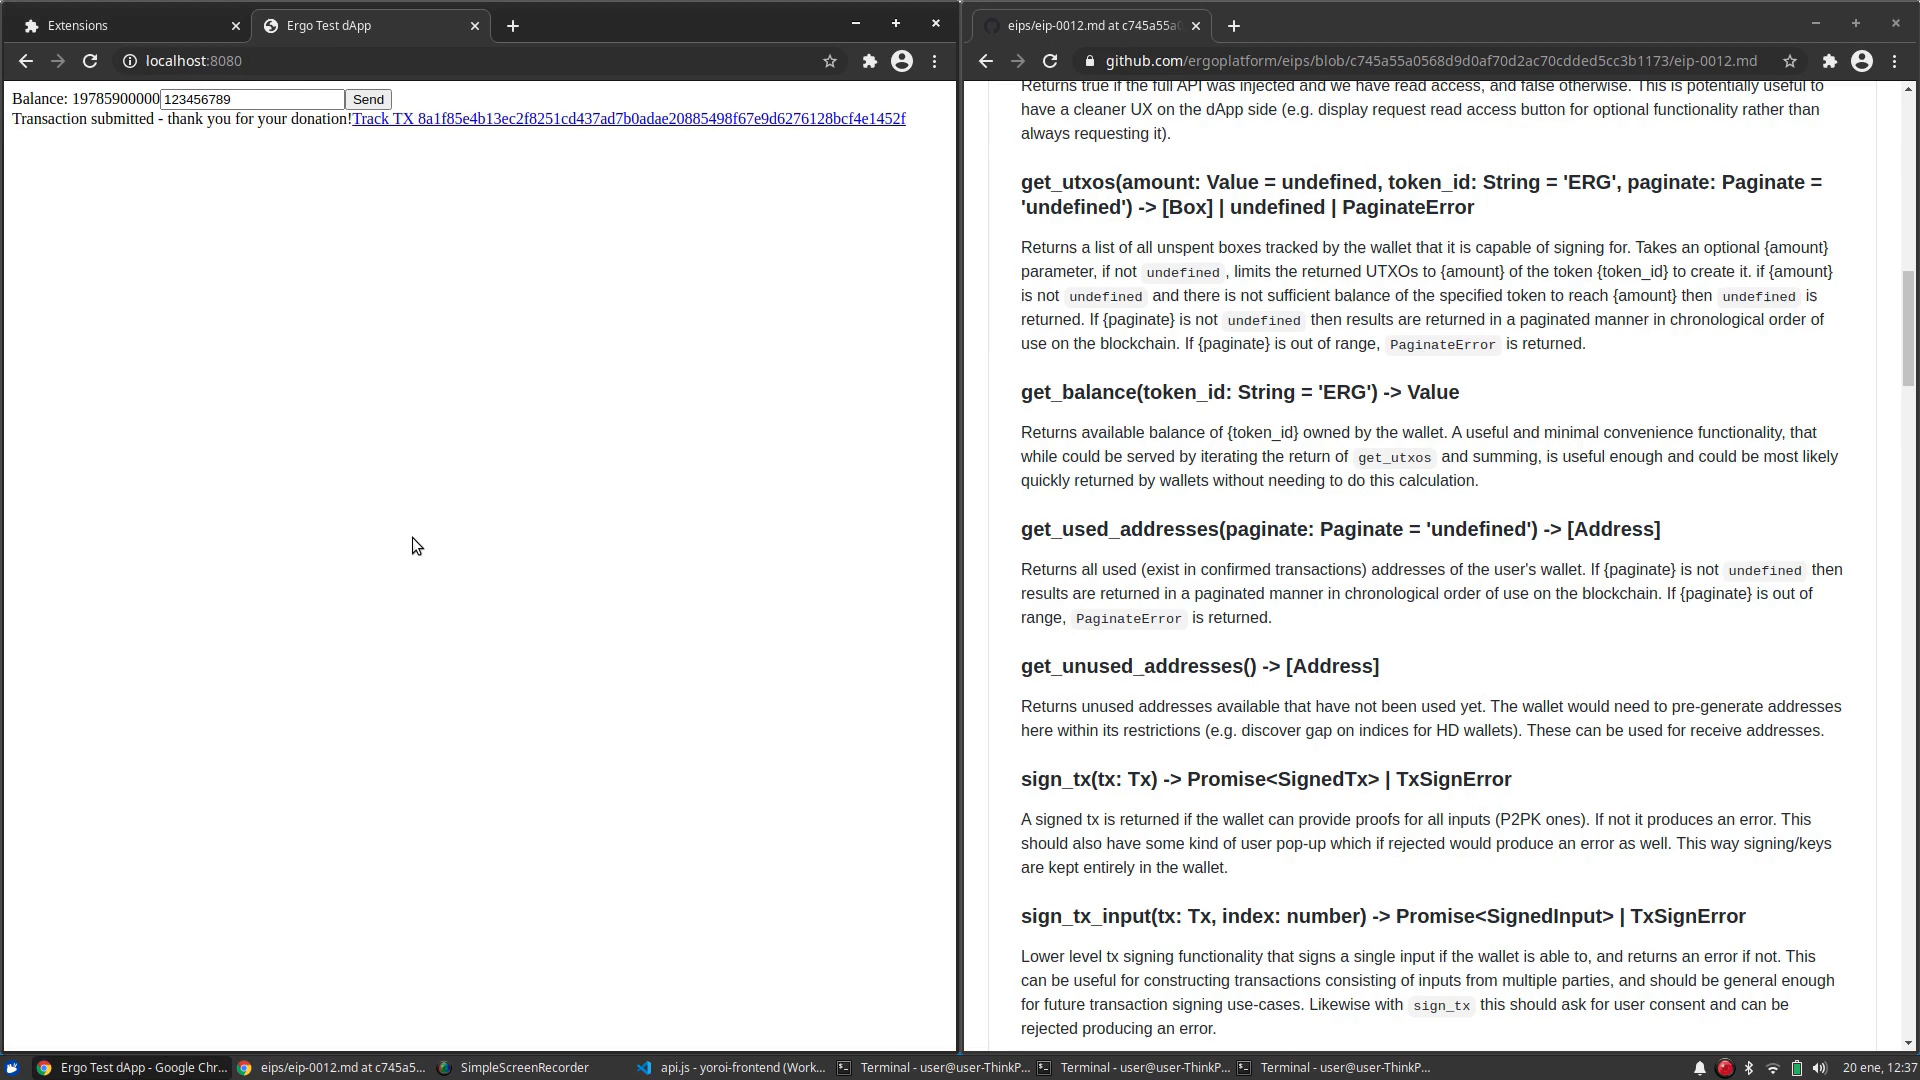 Extensions
Ergo Test dApp
localhost:8080
Balance: 19785900000 123456789 Send
Transaction submitted - thank you for your donation!Track TX 8a1f85e4b13ec2f8251cd437ad7b0adae20885498f67e9d6276128bcf4e1452f
eips/eip-0012.md at c745a55a0
github.com/ergoplatform/eips/blob/c745a55a0568d9d0af70d2ac70cdded5cc3b1173/eip-0012.md
Returns true if the full API was injected and we have read access, and false otherwise. This is potentially useful to
have a cleaner UX on the dApp side (e.g. display request read access button for optional functionality rather than
always requesting it).
get_utxos(amount: Value = undefined, token_id: String = 'ERG', paginate: Paginate =
'undefined') -> [Box] | undefined | PaginateError
Returns a list of all unspent boxes tracked by the wallet that it is capable of signing for. Takes an optional {amount}
parameter, if not undefined, limits the returned UTXOs to {amount} of the token {token_id} to create it. if {amount}
is not undefined and there is not sufficient balance of the specified token to reach {amount} then undefined is
returned. If {paginate} is not undefined then results are returned in a paginated manner in chronological order of
use on the blockchain. If {paginate} is out of range, PaginateError is returned.
get_balance(token_id: String = 'ERG') -> Value
Returns available balance of {token_id} owned by the wallet. A useful and minimal convenience functionality, that
while could be served by iterating the return of get_utxos and summing, is useful enough and could be most likely
quickly returned by wallets without needing to do this calculation.
get_used_addresses(paginate: Paginate = 'undefined') -> [Address]
Returns all used (exist in confirmed transactions) addresses of the user's wallet. If {paginate} is not undefined then
results are returned in a paginated manner in chronological order of use on the blockchain. If {paginate} is out of
range, PaginateError is returned.
get_unused_addresses() -> [Address]
Returns unused addresses available that have not been used yet. The wallet would need to pre-generate addresses
here within its restrictions (e.g. discover gap on indices for HD wallets). These can be used for receive addresses.
sign_tx(tx: Tx) -> Promise<SignedTx> | TxSignError
A signed tx is returned if the wallet can provide proofs for all inputs (P2PK ones). If not it produces an error. This
should also have some kind of user pop-up which if rejected would produce an error as well. This way signing/keys
are kept entirely in the wallet.
sign_tx_input(tx: Tx, index: number) -> Promise<SignedInput> | TxSignError
Lower level tx signing functionality that signs a single input if the wallet is able to, and returns an error if not. This
can be useful for constructing transactions consisting of inputs from multiple parties, and should be general enough
for future transaction signing use-cases. Likewise with sign_tx this should ask for user consent and can be
rejected producing an error.
Ergo Test dApp - Google Chr...
eips/eip-0012.md at c745a5...
SimpleScreenRecorder
api.js - yoroi-frontend (Work...
Terminal - user@user-ThinkP...
Terminal - user@user-ThinkP...
Terminal - user@user-ThinkP...
20 ene, 12:37